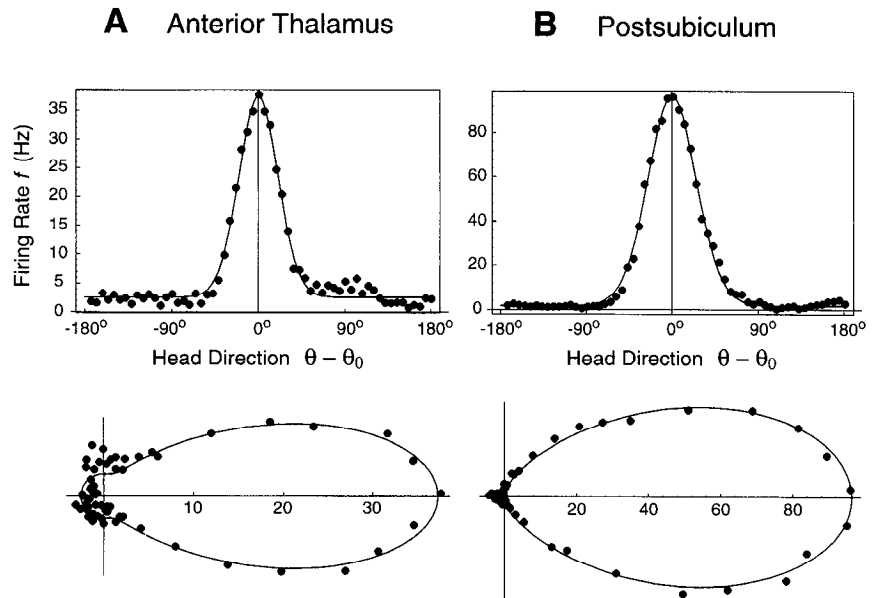 A Anterior Thalamus
B Postsubiculum
Firing Rate f (Hz)
35
30
25
20
15
10
5
0
-180° -90° 0° 90° 180°
Head Direction θ – θ0
80
60
40
20
0
-180° -90° 0° 90° 180°
Head Direction θ – θ0
10 20 30
20 40 60 80